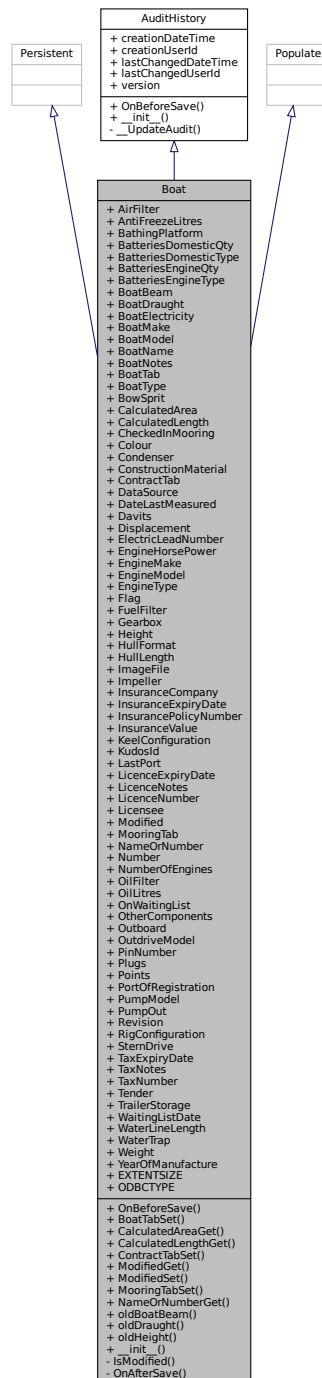 AuditHistory
+ creationDateTime
+ creationUserId
+ lastChangedDateTime
+ lastChangedUserId
+ version
+ OnBeforeSave()
+ __init__()
- __UpdateAudit()
Persistent
Populate
Boat
+ AirFilter
+ AntiFreezeLitres
+ BathingPlatform
+ BatteriesDomesticQty
+ BatteriesDomesticType
+ BatteriesEngineQty
+ BatteriesEngineType
+ BoatBeam
+ BoatDraught
+ BoatElectricity
+ BoatMake
+ BoatModel
+ BoatName
+ BoatNotes
+ BoatTab
+ BoatType
+ BowSprit
+ CalculatedArea
+ CalculatedLength
+ CheckedInMooring
+ Colour
+ Condenser
+ ConstructionMaterial
+ ContractTab
+ DataSource
+ DateLastMeasured
+ Davits
+ Displacement
+ ElectricLeadNumber
+ EngineHorsePower
+ EngineMake
+ EngineModel
+ EngineType
+ Flag
+ FuelFilter
+ Gearbox
+ Height
+ HullFormat
+ HullLength
+ ImageFile
+ Impeller
+ InsuranceCompany
+ InsuranceExpiryDate
+ InsurancePolicyNumber
+ InsuranceValue
+ KeelConfiguration
+ KudosId
+ LastPort
+ LicenceExpiryDate
+ LicenceNotes
+ LicenceNumber
+ Licensee
+ Modified
+ MooringTab
+ NameOrNumber
+ Number
+ NumberOfEngines
+ OilFilter
+ OilLitres
+ OnWaitingList
+ OtherComponents
+ Outboard
+ OutdriveModel
+ PinNumber
+ Plugs
+ Points
+ PortOfRegistration
+ PumpModel
+ PumpOut
+ Revision
+ RigConfiguration
+ SternDrive
+ TaxExpiryDate
+ TaxNotes
+ TaxNumber
+ Tender
+ TrailerStorage
+ WaitingListDate
+ WaterLineLength
+ WaterTrap
+ Weight
+ YearOfManufacture
+ EXTENTSIZE
+ ODBCTYPE
+ OnBeforeSave()
+ BoatTabSet()
+ CalculatedAreaGet()
+ CalculatedLengthGet()
+ ContractTabSet()
+ ModifiedGet()
+ ModifiedSet()
+ MooringTabSet()
+ NameOrNumberGet()
+ oldBoatBeam()
+ oldDraught()
+ oldHeight()
+ __init__()
- IsModified()
- OnAfterSave()